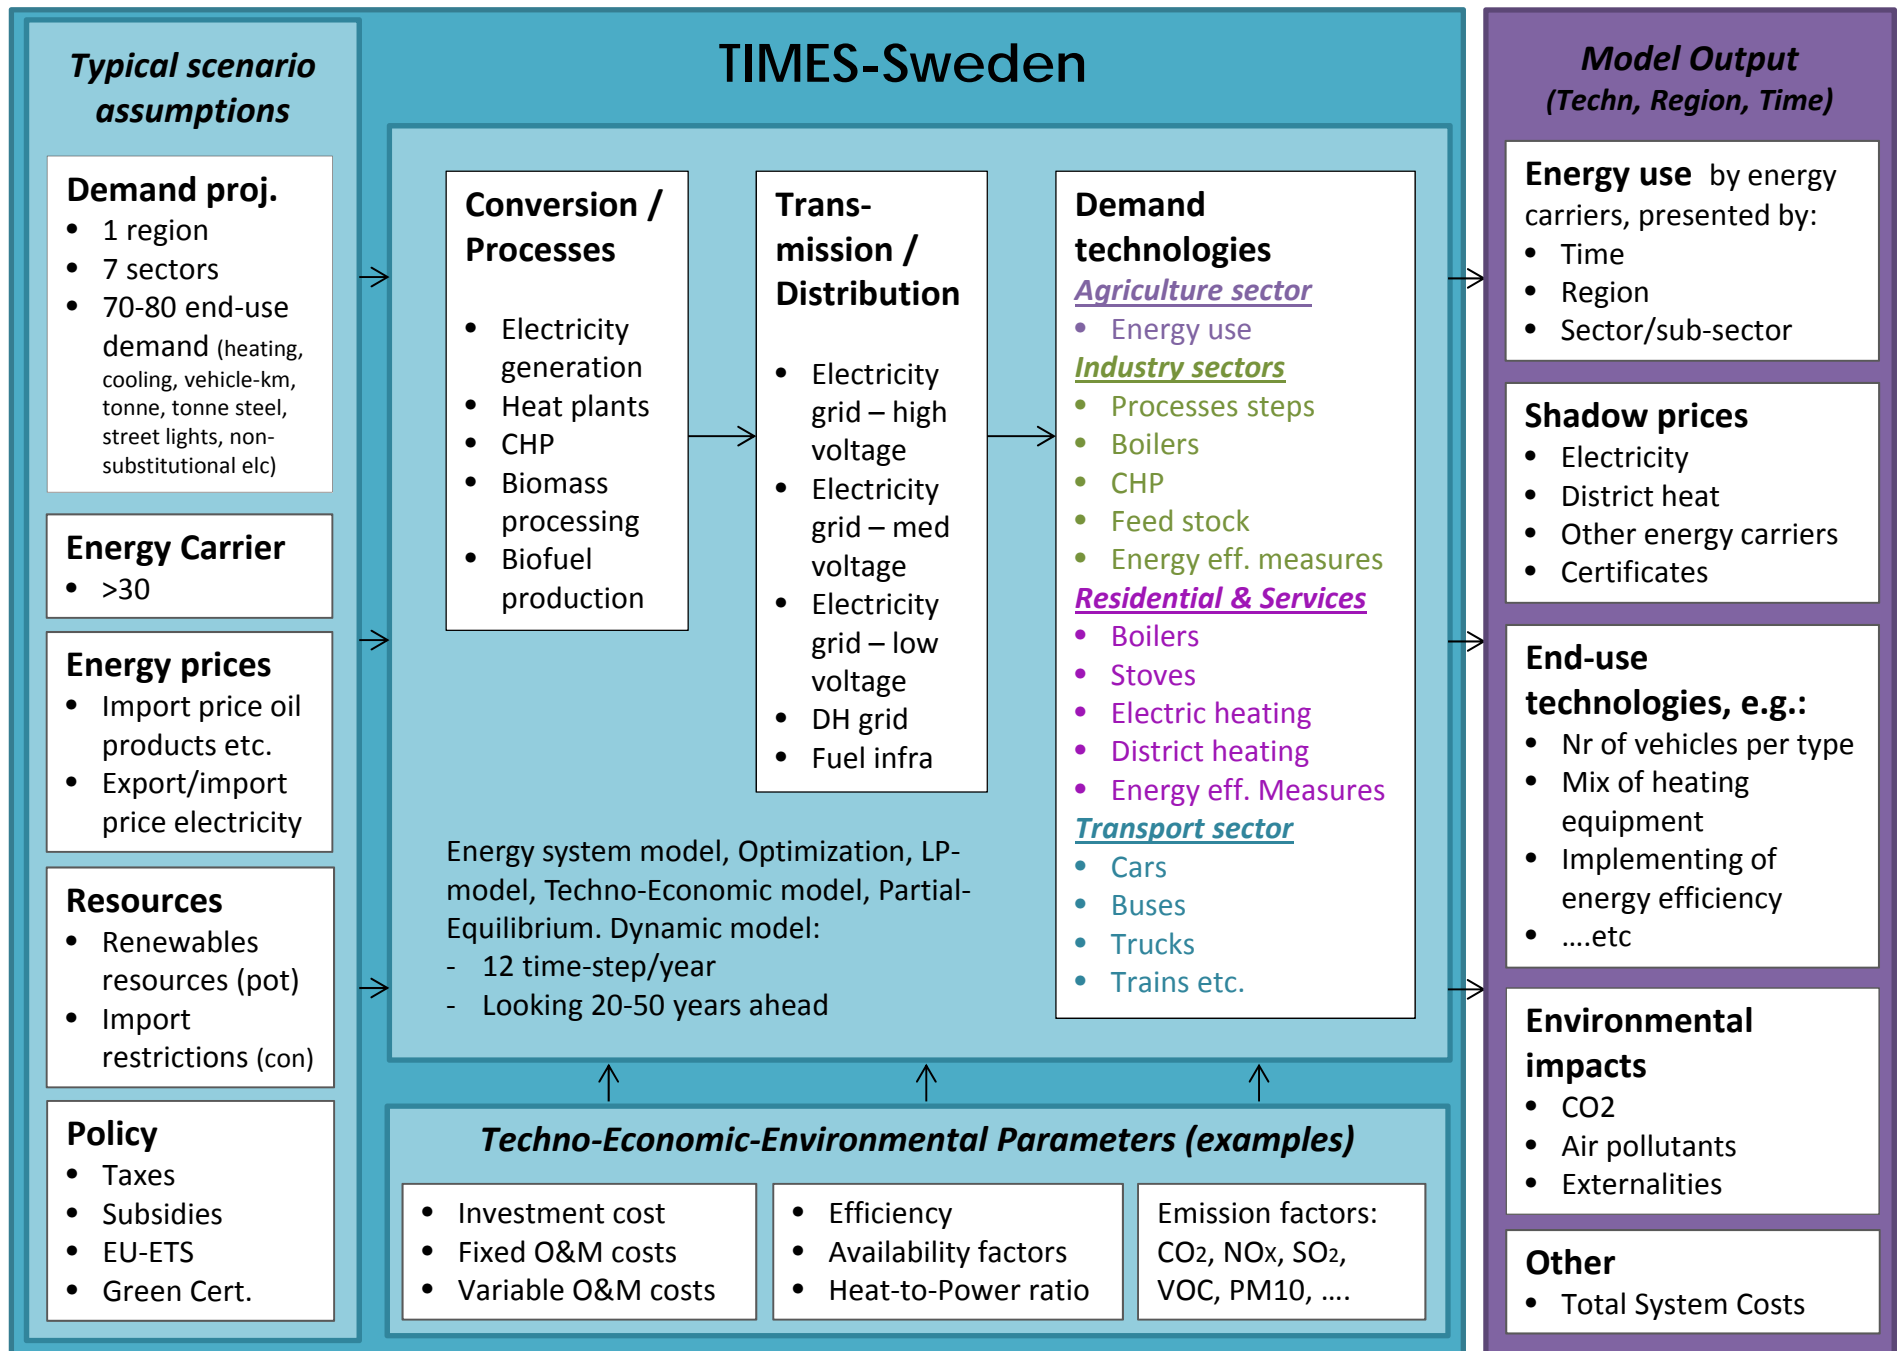 Typical scenario
assumptions
Demand proj.
• 1 region
• 7 sectors
• 70-80 end-use
demand (heating,
cooling, vehicle-km,
tonne, tonne steel,
street lights, non-
substitutional elc)
Energy Carrier
• >30
Energy prices
• Import price oil
products etc.
• Export/import
price electricity
Resources
• Renewables
resources (pot)
• Import
restrictions (con)
Policy
• Taxes
• Subsidies
• EU-ETS
• Green Cert.
TIMES-Sweden
Conversion /
Processes
• Electricity
generation
• Heat plants
• CHP
• Biomass
processing
• Biofuel
production
Trans-
mission /
Distribution
• Electricity
grid – high
voltage
• Electricity
grid – med
voltage
• Electricity
grid – low
voltage
• DH grid
• Fuel infra
Demand
technologies
Agriculture sector
• Energy use
Industry sectors
• Processes steps
• Boilers
• CHP
• Feed stock
• Energy eff. measures
Residential & Services
• Boilers
• Stoves
• Electric heating
• District heating
• Energy eff. Measures
Transport sector
• Cars
• Buses
• Trucks
• Trains etc.
Energy system model, Optimization, LP-
model, Techno-Economic model, Partial-
Equilibrium. Dynamic model:
- 12 time-step/year
- Looking 20-50 years ahead
Techno-Economic-Environmental Parameters (examples)
• Investment cost
• Fixed O&M costs
• Variable O&M costs
• Efficiency
• Availability factors
• Heat-to-Power ratio
Emission factors:
CO2, NOx, SO2,
VOC, PM10, ....
Model Output
(Techn, Region, Time)
Energy use by energy
carriers, presented by:
• Time
• Region
• Sector/sub-sector
Shadow prices
• Electricity
• District heat
• Other energy carriers
• Certificates
End-use
technologies, e.g.:
• Nr of vehicles per type
• Mix of heating
equipment
• Implementing of
energy efficiency
• ....etc
Environmental
impacts
• CO2
• Air pollutants
• Externalities
Other
• Total System Costs